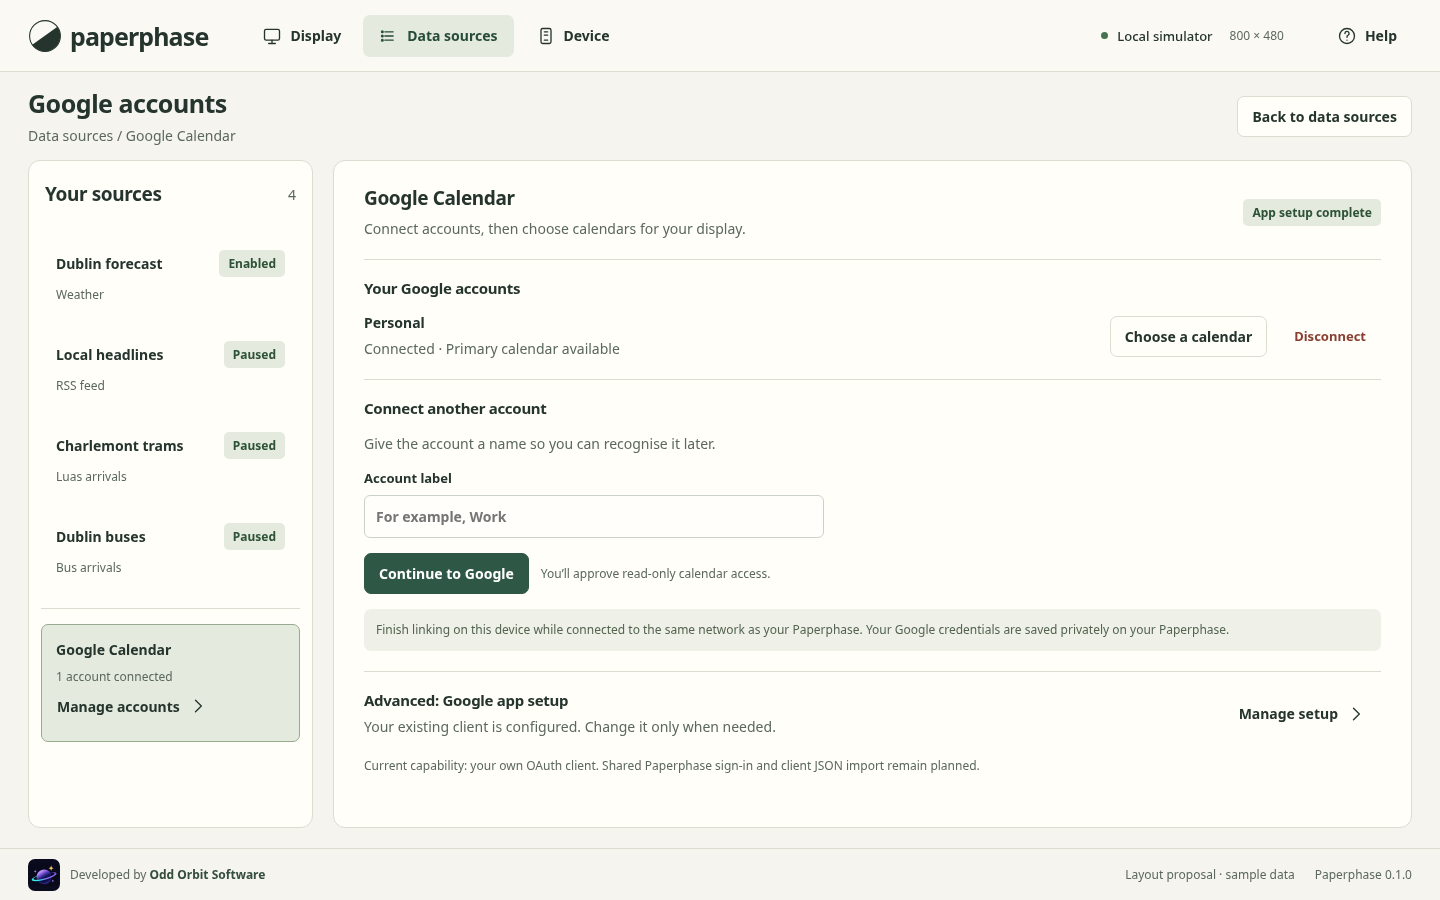 paperphase
Display
Data sources
Device
Local simulator
800 × 480
Help
Google accounts
Data sources / Google Calendar
Back to data sources
Your sources
4
Dublin forecast
Enabled
Weather
Local headlines
Paused
RSS feed
Charlemont trams
Paused
Luas arrivals
Dublin buses
Paused
Bus arrivals
Google Calendar
1 account connected
Manage accounts
Google Calendar
Connect accounts, then choose calendars for your display.
App setup complete
Your Google accounts
Personal
Connected · Primary calendar available
Choose a calendar
Disconnect
Connect another account
Give the account a name so you can recognise it later.
Account label
For example, Work
Continue to Google
You’ll approve read-only calendar access.
Finish linking on this device while connected to the same network as your Paperphase. Your Google credentials are saved privately on your Paperphase.
Advanced: Google app setup
Your existing client is configured. Change it only when needed.
Manage setup
Current capability: your own OAuth client. Shared Paperphase sign-in and client JSON import remain planned.
Developed by Odd Orbit Software
Layout proposal · sample data
Paperphase 0.1.0